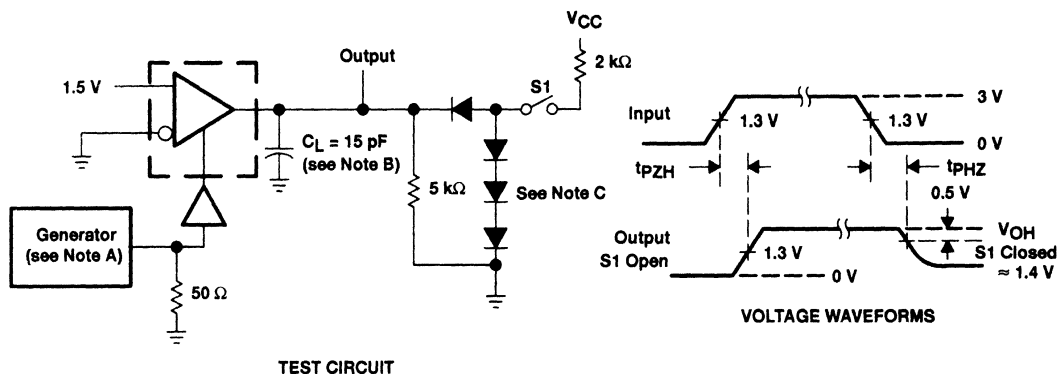 VCC
Output
2 kΩ
S1
1.5 V
CL = 15 pF
(see Note B)
5 kΩ
See Note C
Generator
(see Note A)
50 Ω
TEST CIRCUIT
3 V
Input
1.3 V
1.3 V
0 V
tPZH
tPHZ
0.5 V
VOH
Output
S1 Open
1.3 V
S1 Closed
≈ 1.4 V
0 V
VOLTAGE WAVEFORMS